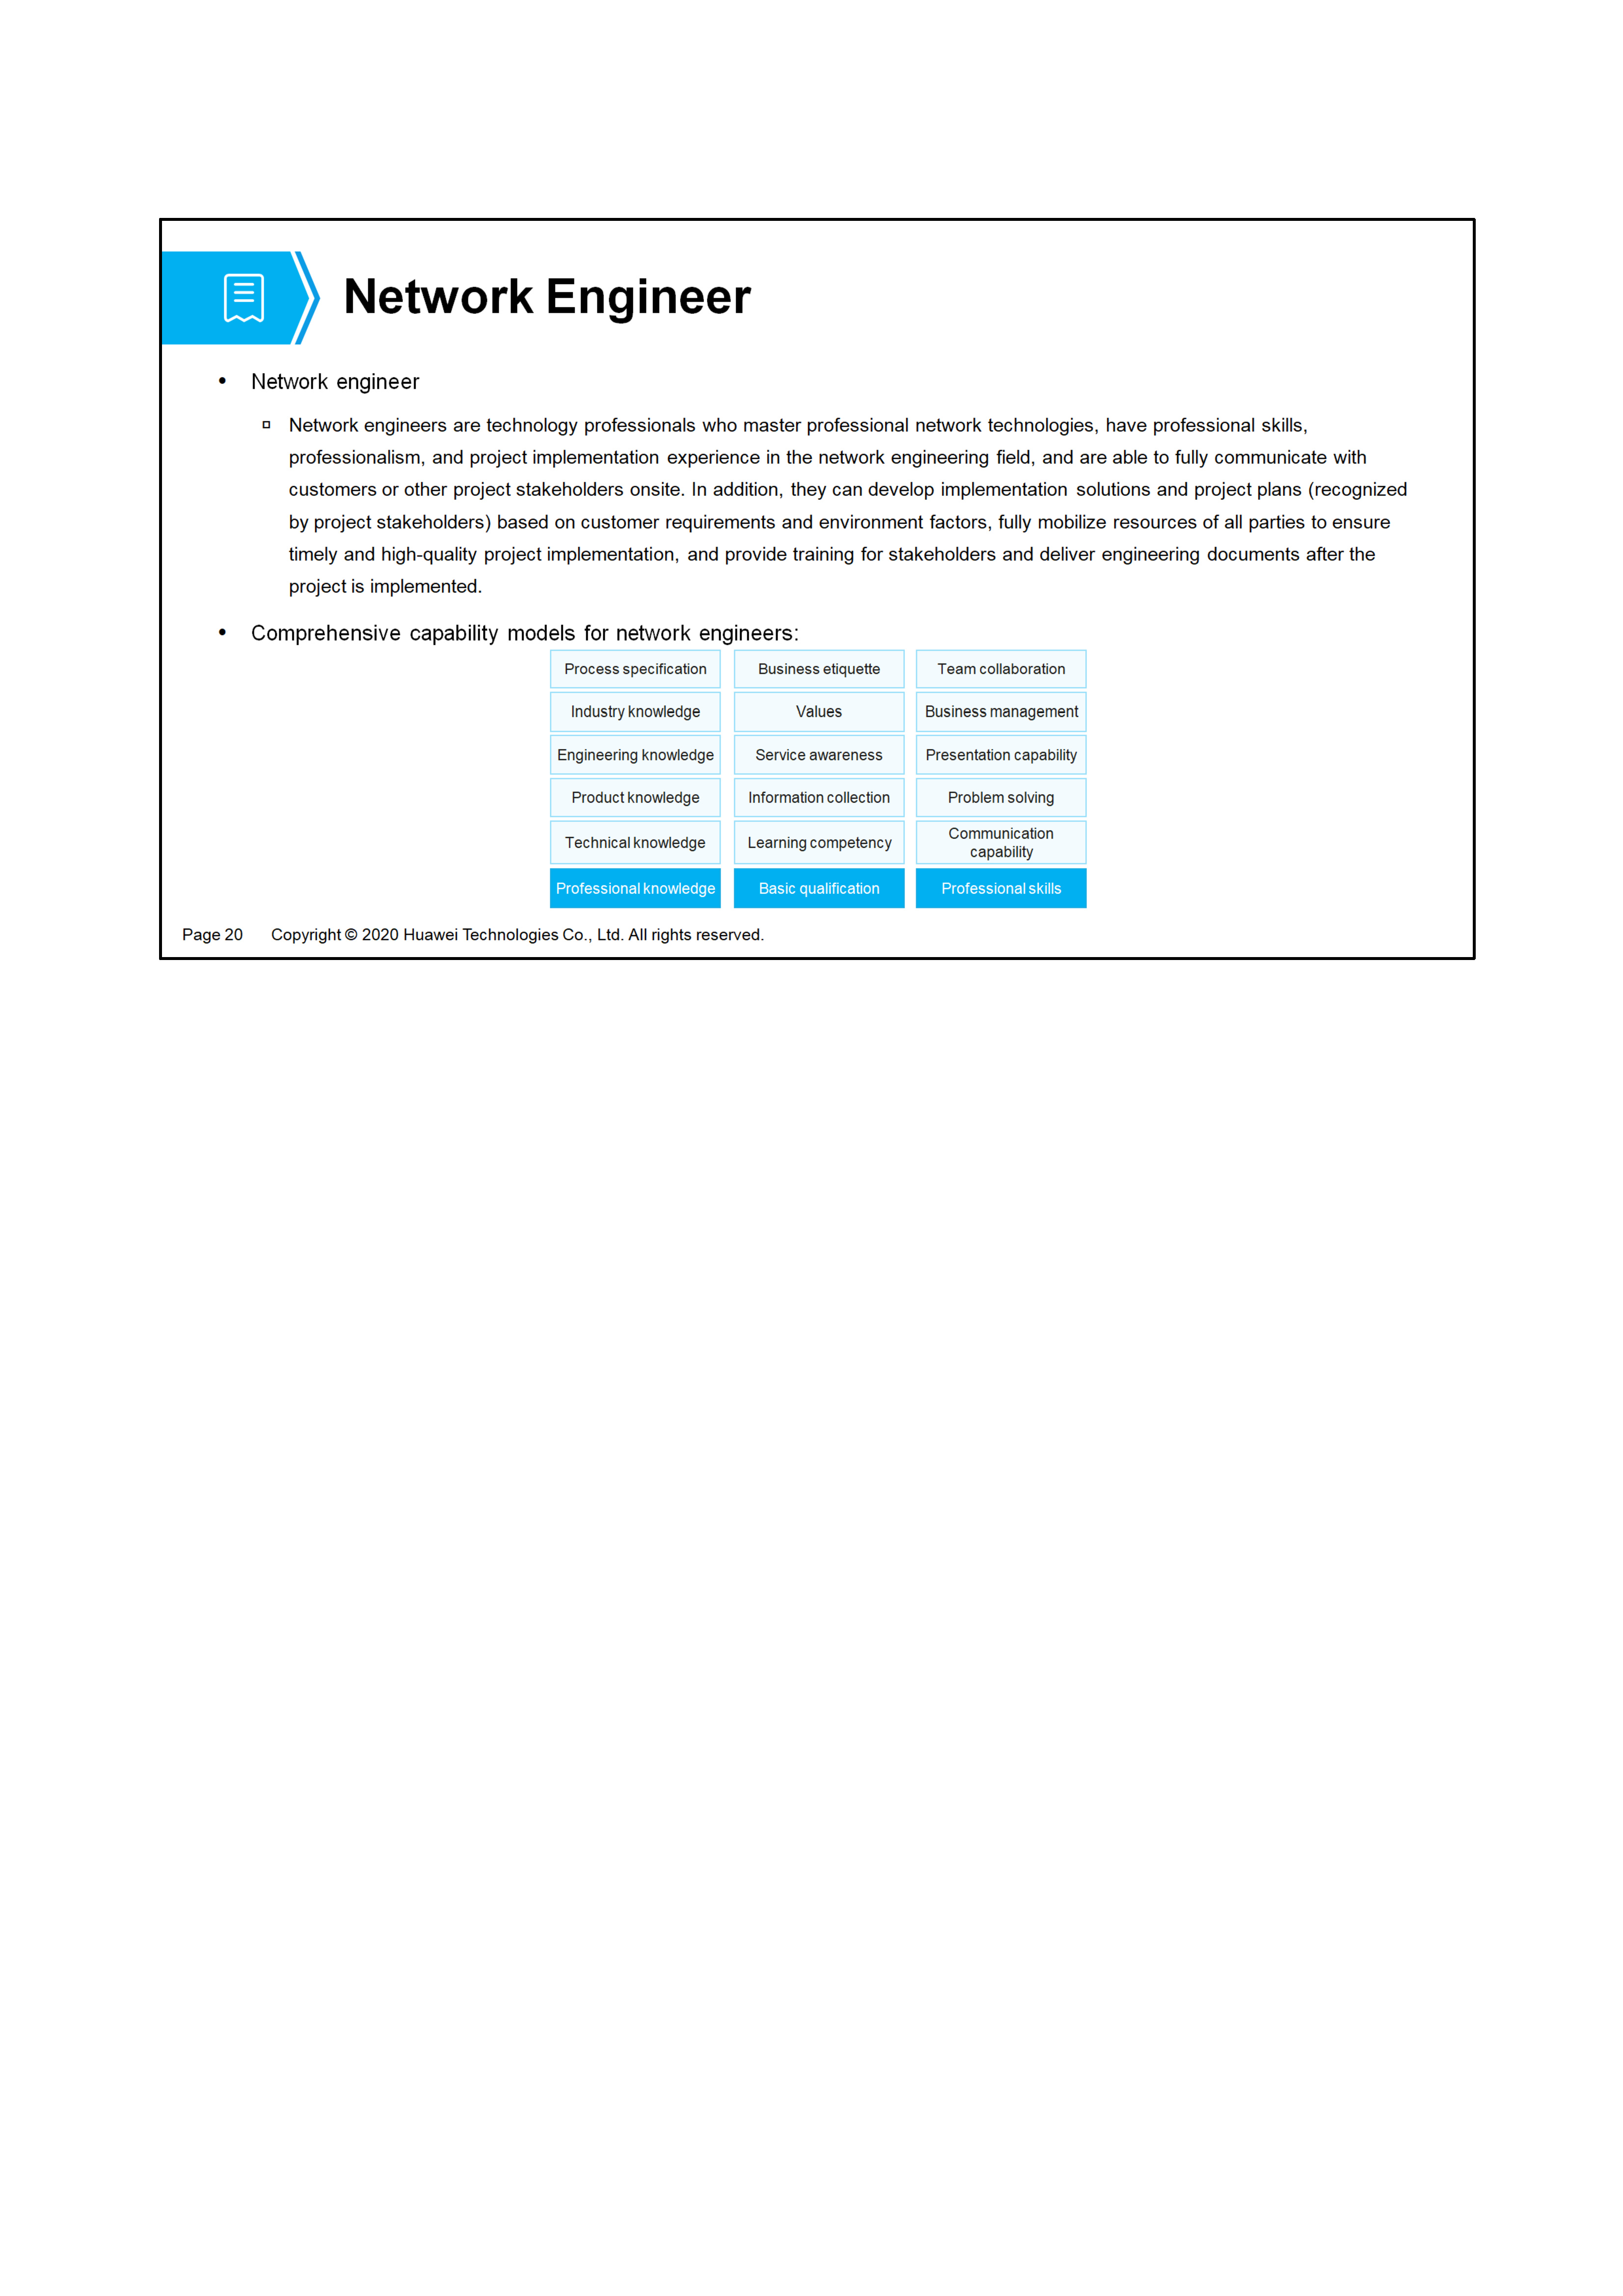 Network Engineer
• Network engineer
▫ Network engineers are technology professionals who master professional network technologies, have professional skills,
professionalism, and project implementation experience in the network engineering field, and are able to fully communicate with
customers or other project stakeholders onsite. In addition, they can develop implementation solutions and project plans (recognized
by project stakeholders) based on customer requirements and environment factors, fully mobilize resources of all parties to ensure
timely and high-quality project implementation, and provide training for stakeholders and deliver engineering documents after the
project is implemented.
• Comprehensive capability models for network engineers:
Process specification Business etiquette Team collaboration
Industry knowledge Values Business management
Engineering knowledge Service awareness Presentation capability
Product knowledge Information collection Problem solving
Technical knowledge Learning competency Communication
capability
Professional knowledge Basic qualification Professional skills
Page 20 Copyright © 2020 Huawei Technologies Co., Ltd. All rights reserved.